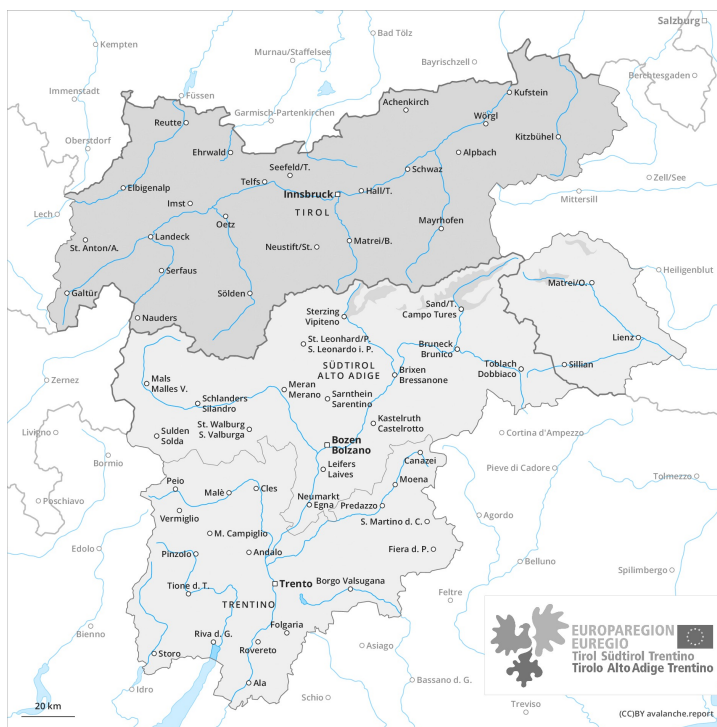 Salzburg
Kempten
Bad Tölz
Murnau/Staffelsee
Bayrischzell
Berchtesgaden
Immenstadt
Füssen
Garmisch-Partenkirchen
Achenkirch
Kufstein
Reutte
Wörgl
Oberstdorf
Kitzbühel
Ehrwald
Alpbach
Seefeld/T.
Schwaz
Zell/See
Telfs
Elbigenalp
Innsbruck
Hall/T.
Mittersill
Imst
TIROL
Lech
Oetz
Mayrhofen
Landeck
St. Anton/A.
Neustift/St.
Matrei/B.
Serfaus
Heiligenblut
Galtür
Sölden
Matrei/O.
Nauders
Sterzing
Vipiteno
Sand/T.
Campo Tures
St. Leonhard/P.
S. Leonardo i. P.
Lienz
Bruneck
Brunico
SÜDTIROL
ALTO ADIGE
Toblach
Dobbiaco
Sillian
Brixen
Bressanone
Zernez
Mals
Malles V.
Meran
Merano
Sarnthein
Sarentino
Schlanders
Silandro
Kastelruth
Castelrotto
St. Walburg
S. Valburga
Sulden
Solda
Livigno
Cortina d'Ampezzo
Bozen
Bolzano
Bormio
Canazei
Pieve di Cadore
Leifers
Laives
Tolmezzo
Peio
Malè
Cles
Moena
Neumarkt
Egna
Predazzo
Poschiavo
Vermiglio
S. Martino d. C.
Agordo
M. Campiglio
Edolo
Pinzolo
Andalo
Fiera d. P.
Belluno
Spilimbergo
Tione d. T.
Trento
Borgo Valsugana
Feltre
TRENTINO
Folgaria
Bienno
Riva d. G.
Rovereto
Asiago
Storo
Bassano d. G.
Ala
Idro
Schio
Treviso
EUROPAREGION
EUREGIO
Tirol Südtirol Trentino
Tirolo Alto Adige Trentino
20 km
(CC)BY avalanche.report